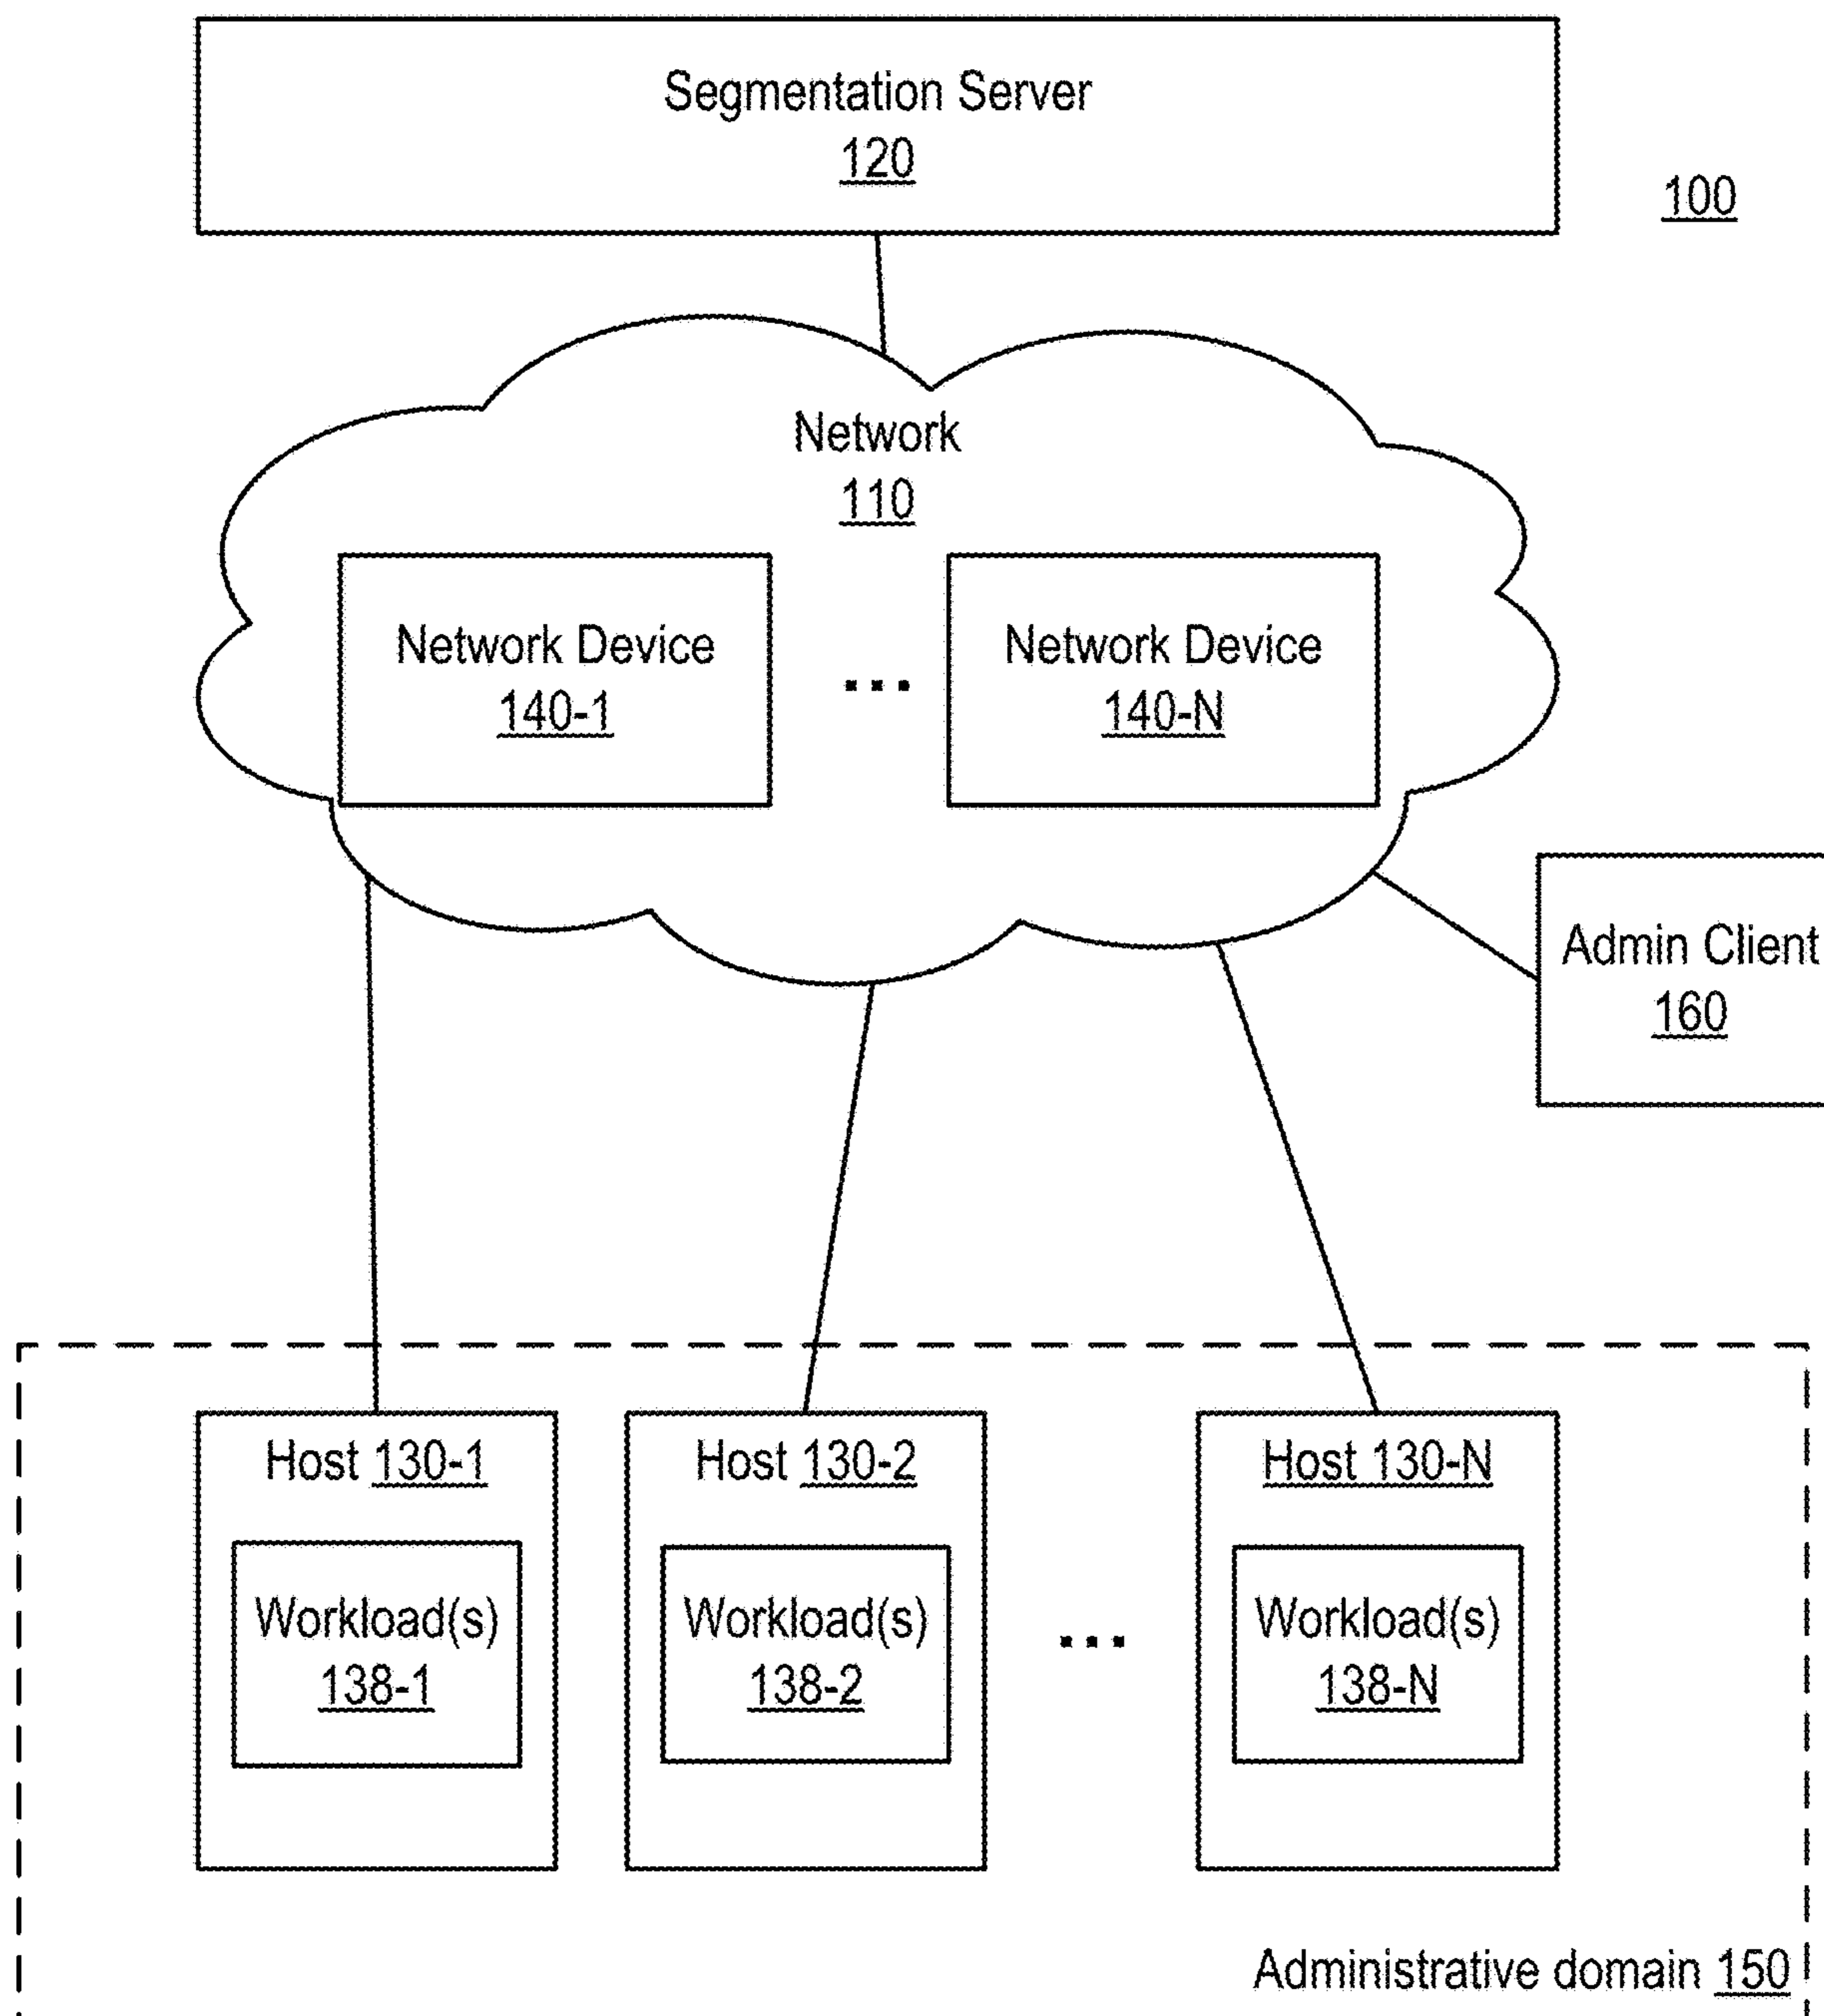 Segmentation Server
120
100
Network
110
Network Device
140-1
...
Network Device
140-N
Admin Client
160
Host 130-1
Host 130-2
Host 130-N
Workload(s)
138-1
Workload(s)
138-2
...
Workload(s)
138-N
Administrative domain 150